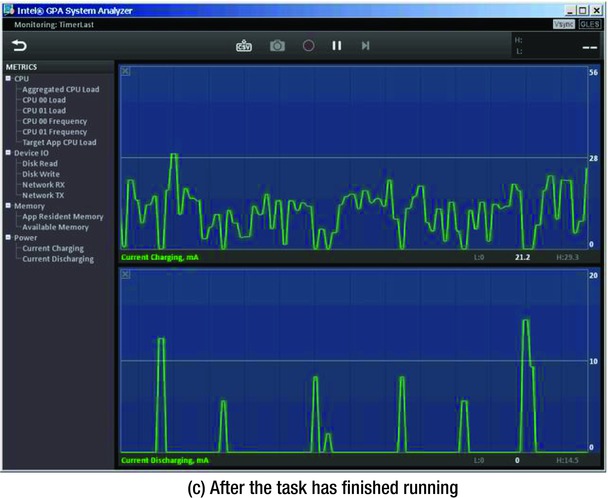 Intel® GPA System Analyzer
Monitoring: TimerLast
Vsync GLES
CSV
H:
L:
--
METRICS
CPU
Aggregated CPU Load
CPU 00 Load
CPU 01 Load
CPU 00 Frequency
CPU 01 Frequency
Target App CPU Load
Device IO
Disk Read
Disk Write
Network RX
Network TX
Memory
App Resident Memory
Available Memory
Power
Current Charging
Current Discharging
56
28
0
Current Charging, mA L:0 21.2 H:29.3
20
10
0
Current Discharging, mA L:0 0 H:14.5
(c) After the task has finished running